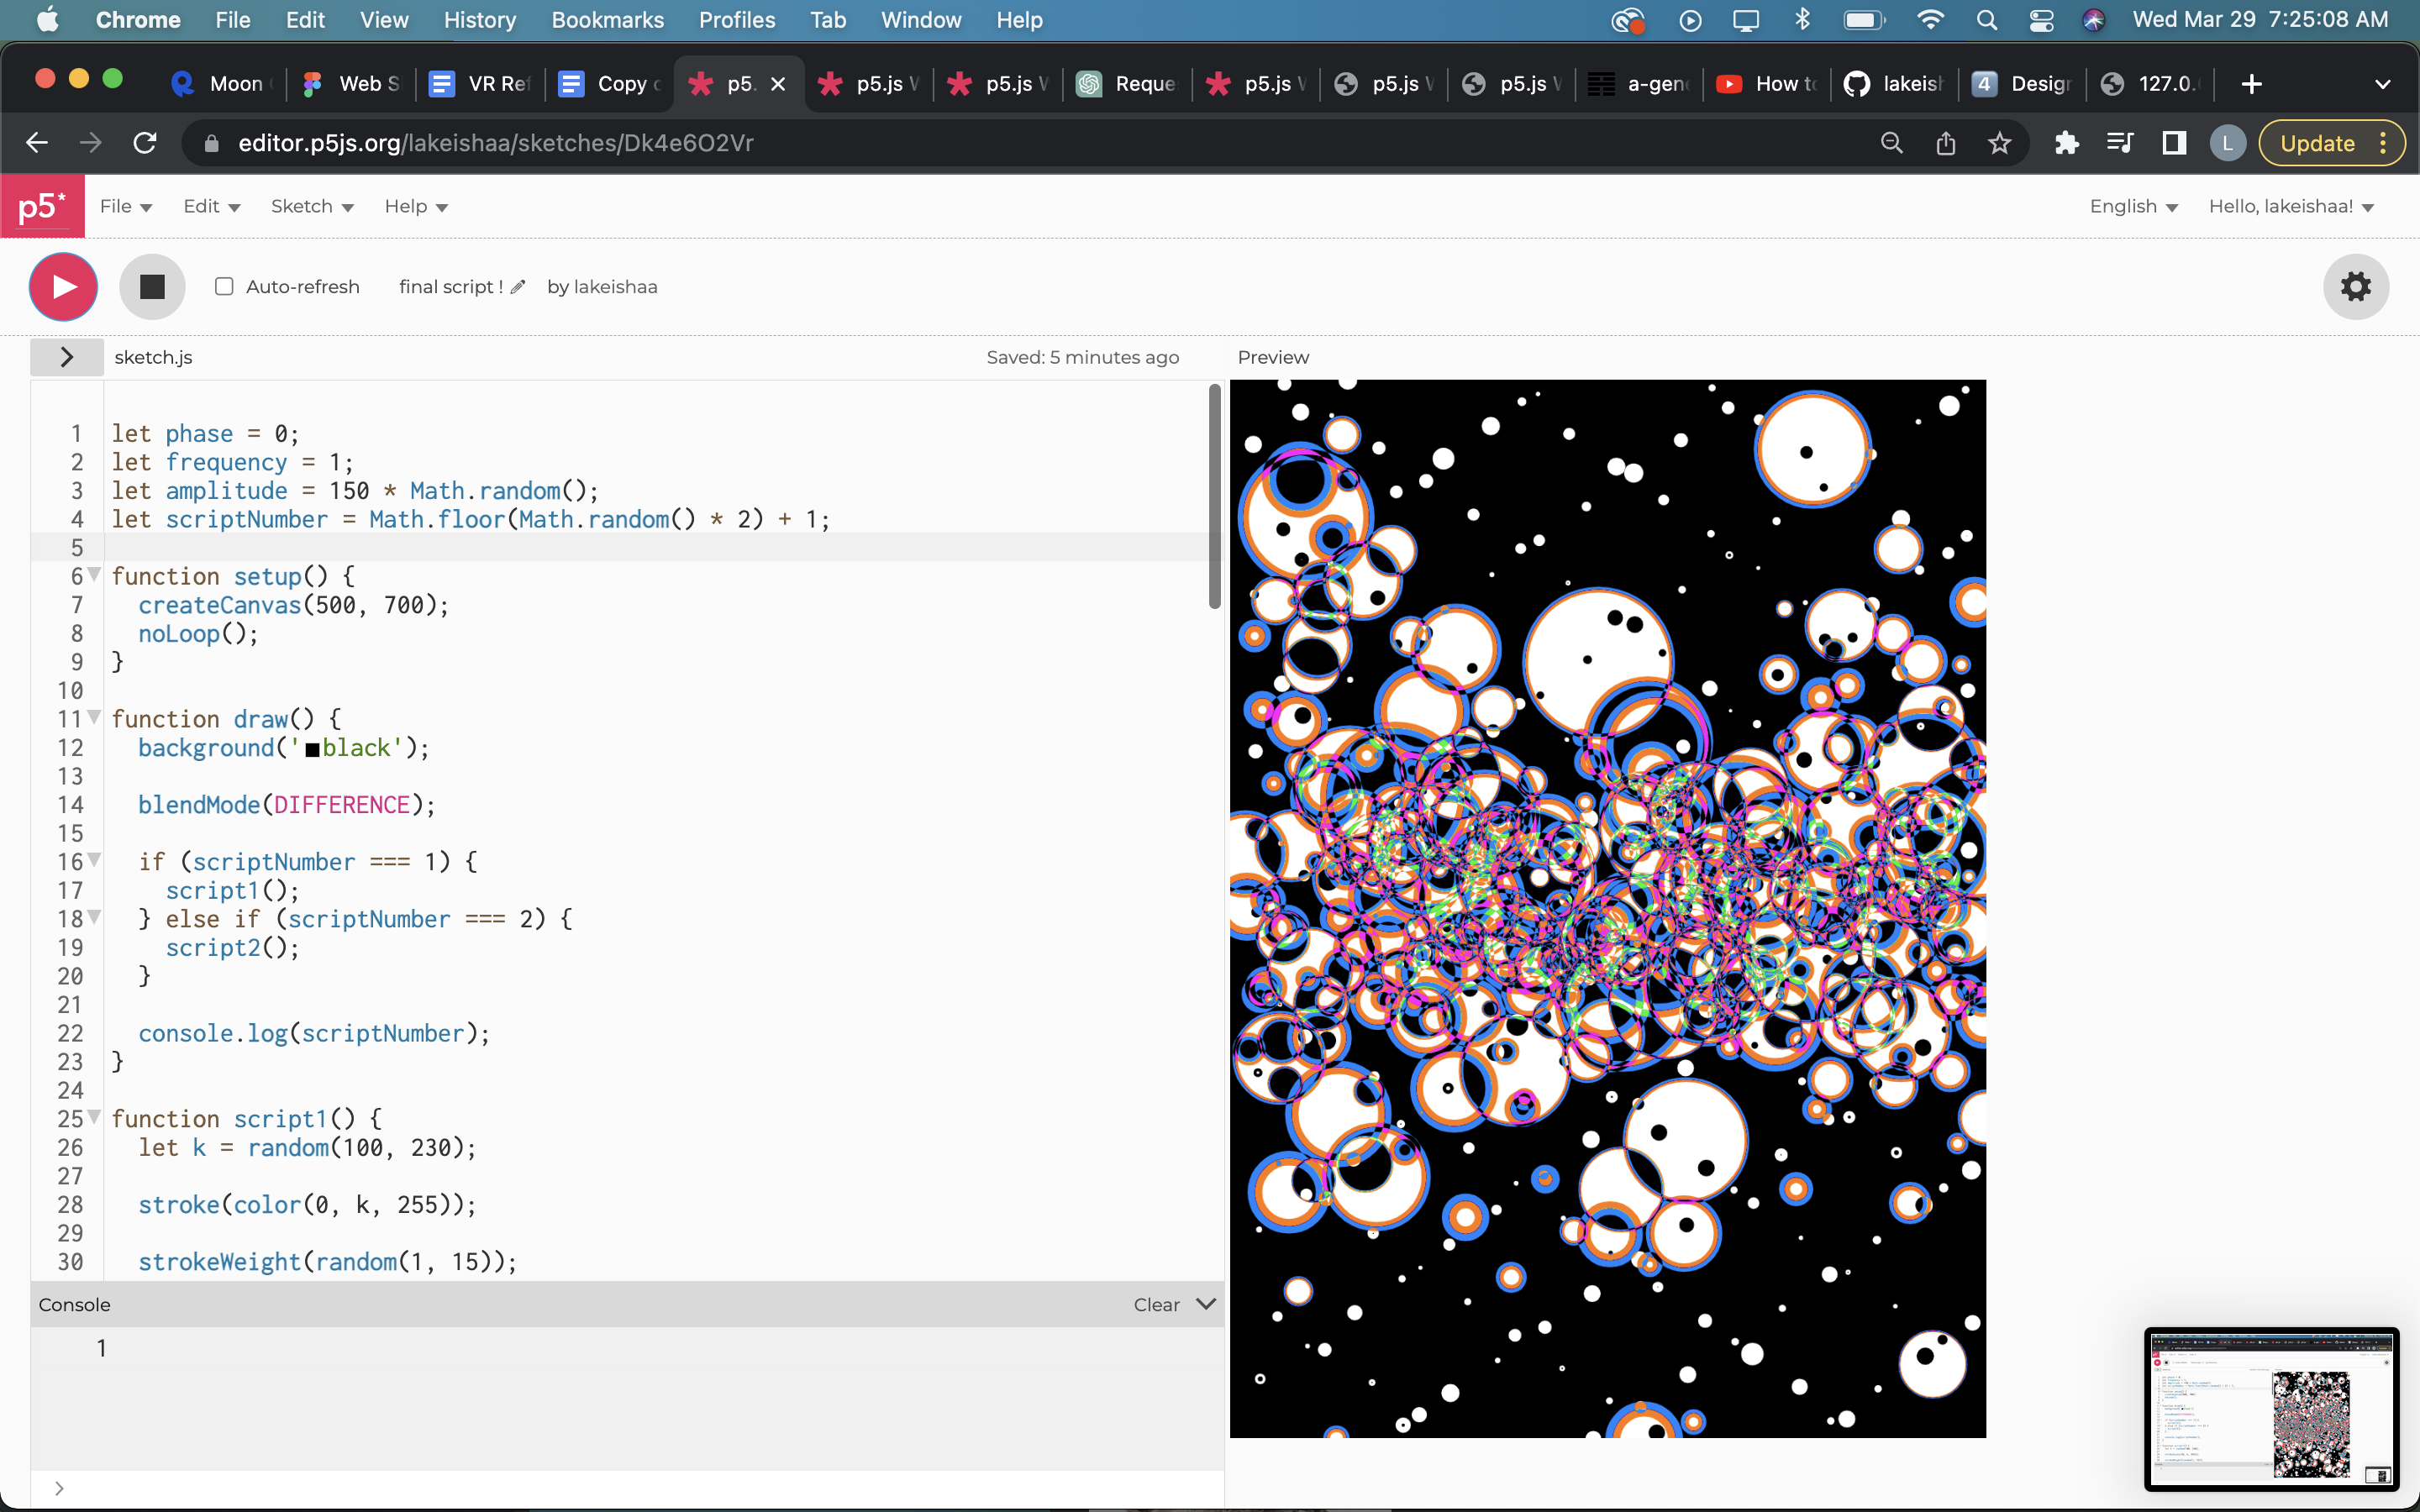 Chrome File Edit View History Bookmarks Profiles Tab Window Help Wed Mar 29 7:25:08 AM
Moon Web S VR Ref Copy p5. p5.js p5.js Reque p5.js p5.js p5.js a-gen How to lakeish 4 Design 127.0.
editor.p5js.org/lakeishaa/sketches/Dk4e6O2Vr L Update
p5* File Edit Sketch Help English Hello, lakeishaa!
Auto-refresh final script ! by lakeishaa
sketch.js Saved: 5 minutes ago Preview
1 let phase = 0;
2 let frequency = 1;
3 let amplitude = 150 * Math.random();
4 let scriptNumber = Math.floor(Math.random() * 2) + 1;
5
6 function setup() {
7 createCanvas(500, 700);
8 noLoop();
9 }
10
11 function draw() {
12 background('black');
13
14 blendMode(DIFFERENCE);
15
16 if (scriptNumber === 1) {
17 script1();
18 } else if (scriptNumber === 2) {
19 script2();
20 }
21
22 console.log(scriptNumber);
23 }
24
25 function script1() {
26 let k = random(100, 230);
27
28 stroke(color(0, k, 255));
29
30 strokeWeight(random(1, 15));
Console Clear
1
>